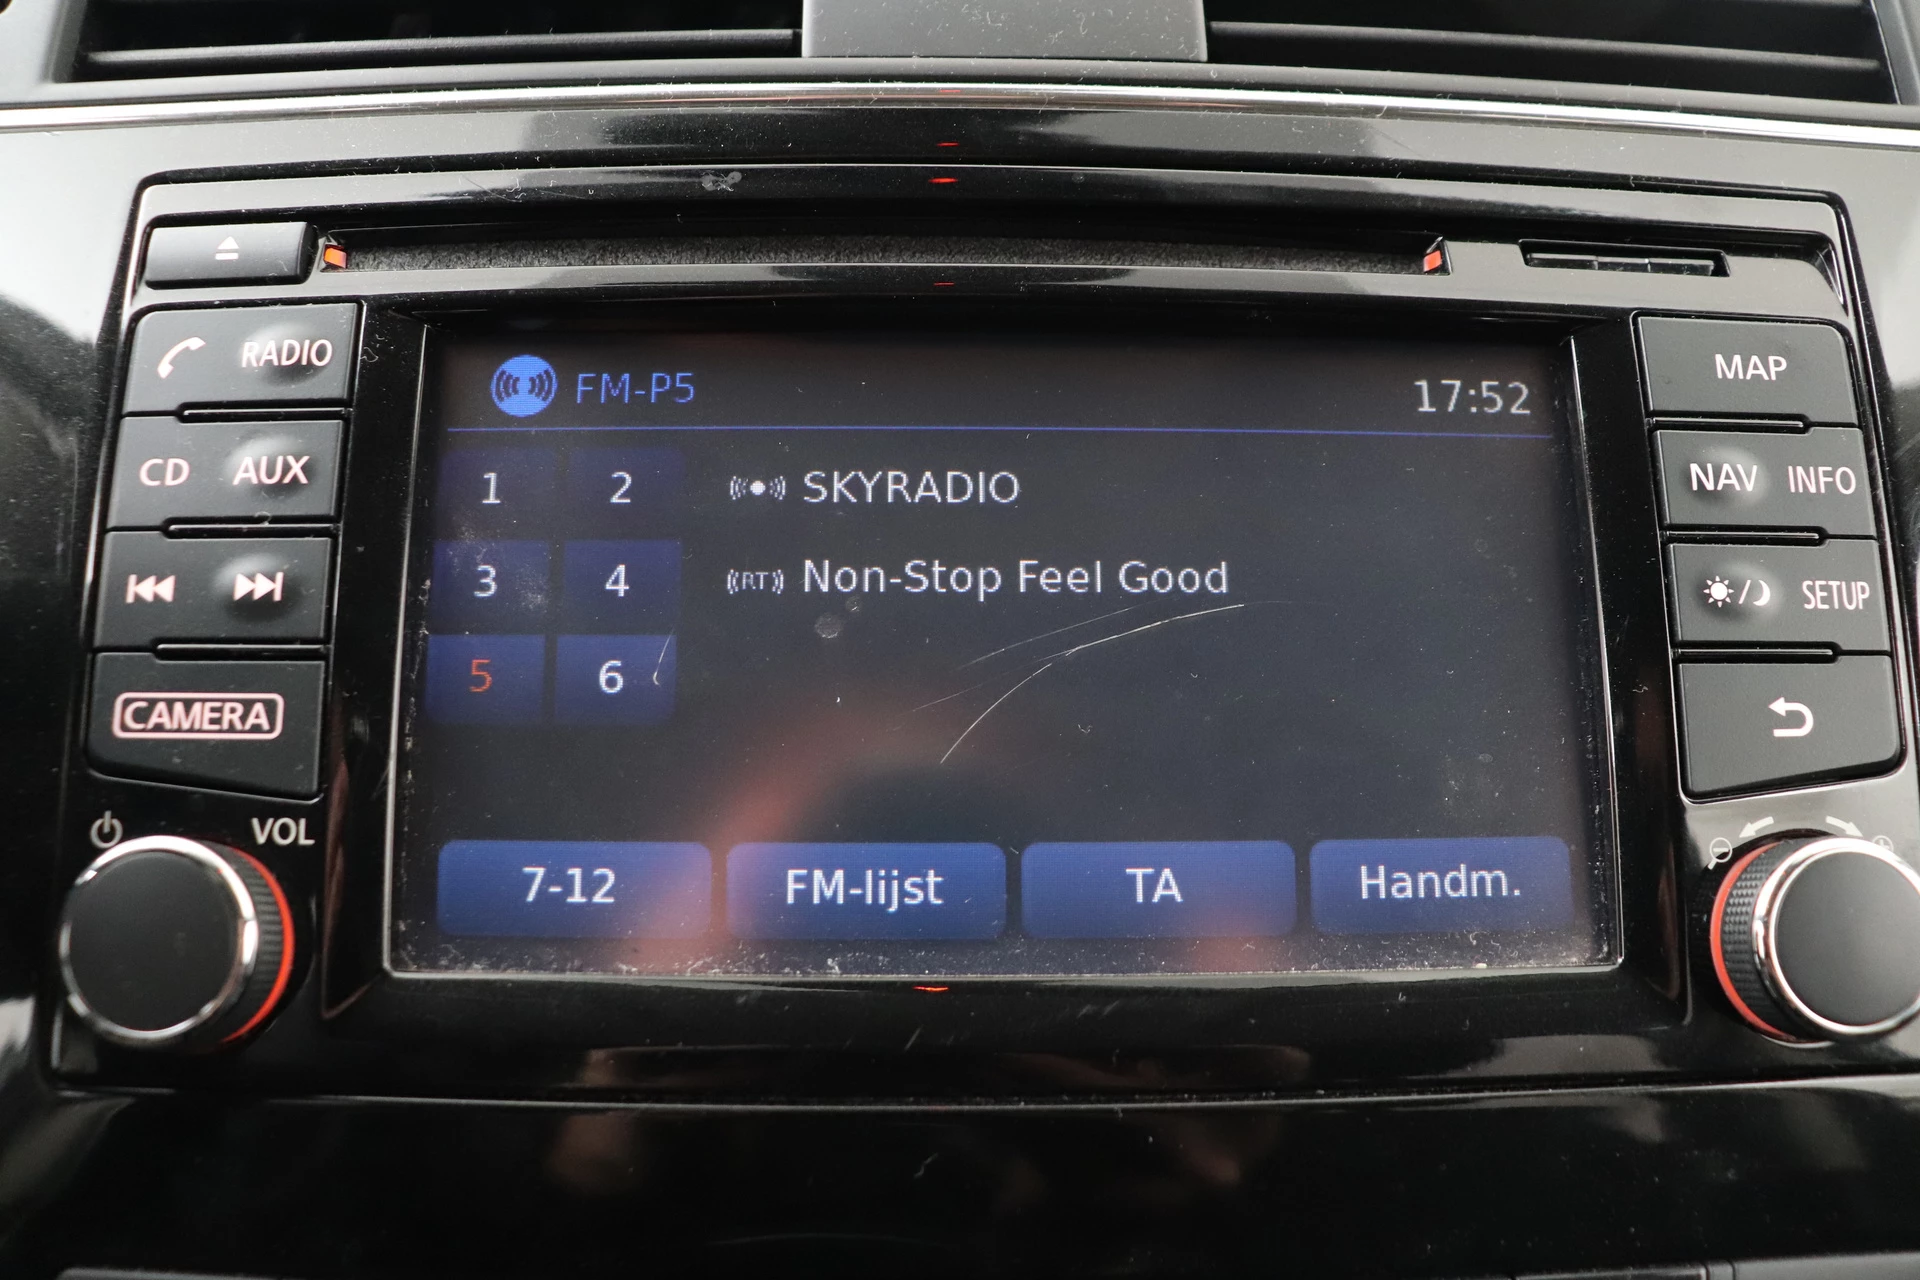 RADIO
CD AUX
CAMERA
VOL
FM-P5 17:52
1 2 SKYRADIO
3 4 RT Non-Stop Feel Good
5 6
7-12 FM-lijst TA Handm.
MAP
NAV INFO
SETUP